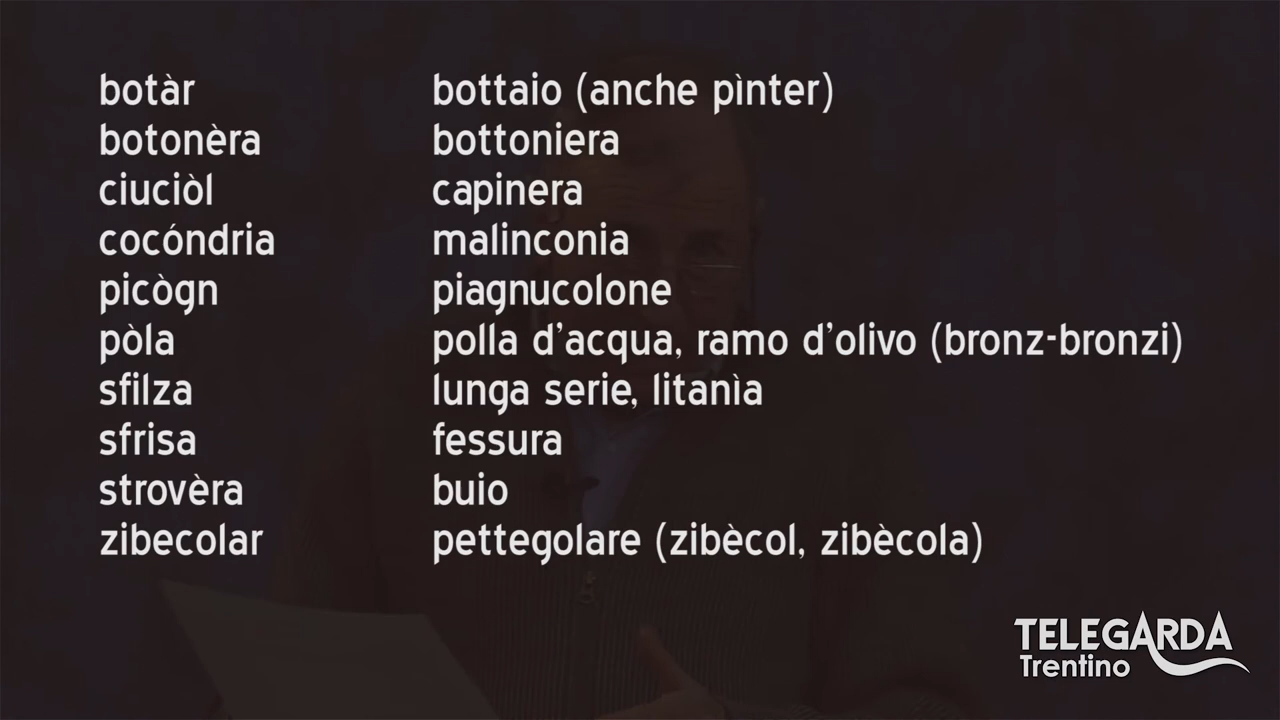 botàr bottaio (anche pìnter)
botonèra bottoniera
ciuciòl capinera
cocóndria malinconia
picògn piagnucolone
pòla polla d'acqua, ramo d'olivo (bronz-bronzi)
sfilza lunga serie, litanìa
sfrisa fessura
strovèra buio
zibecolar pettegolare (zibècol, zibècola)
TELEGARDA
Trentino